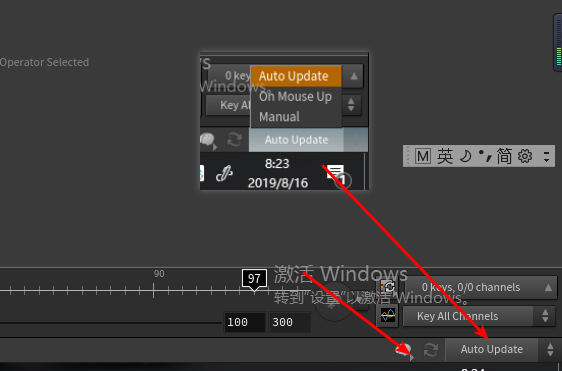 Operator Selected
0 key
Auto Update
On Mouse Up
Manual
Windows。
Key Al
Auto Update
8:23
2019/8/16
1
M 英 简
90
97
激活 Windows
转到"设置"以激活 Windows。
0 keys, 0/0 channels
Key All Channels
100
300
Auto Update